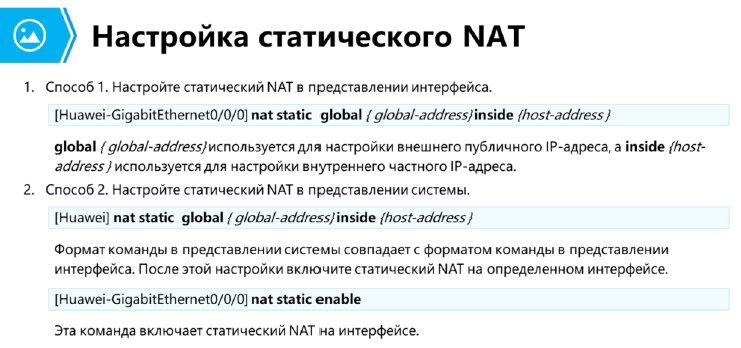 Настройка статического NAT
1. Способ 1. Настройте статический NAT в представлении интерфейса.
[Huawei-GigabitEthernet0/0/0] nat static global { global-address} inside {host-address }
global { global-address} используется для настройки внешнего публичного IP-адреса, а inside {host-
address } используется для настройки внутреннего частного IP-адреса.
2. Способ 2. Настройте статический NAT в представлении системы.
[Huawei] nat static global { global-address} inside {host-address }
Формат команды в представлении системы совпадает с форматом команды в представлении
интерфейса. После этой настройки включите статический NAT на определенном интерфейсе.
[Huawei-GigabitEthernet0/0/0] nat static enable
Эта команда включает статический NAT на интерфейсе.